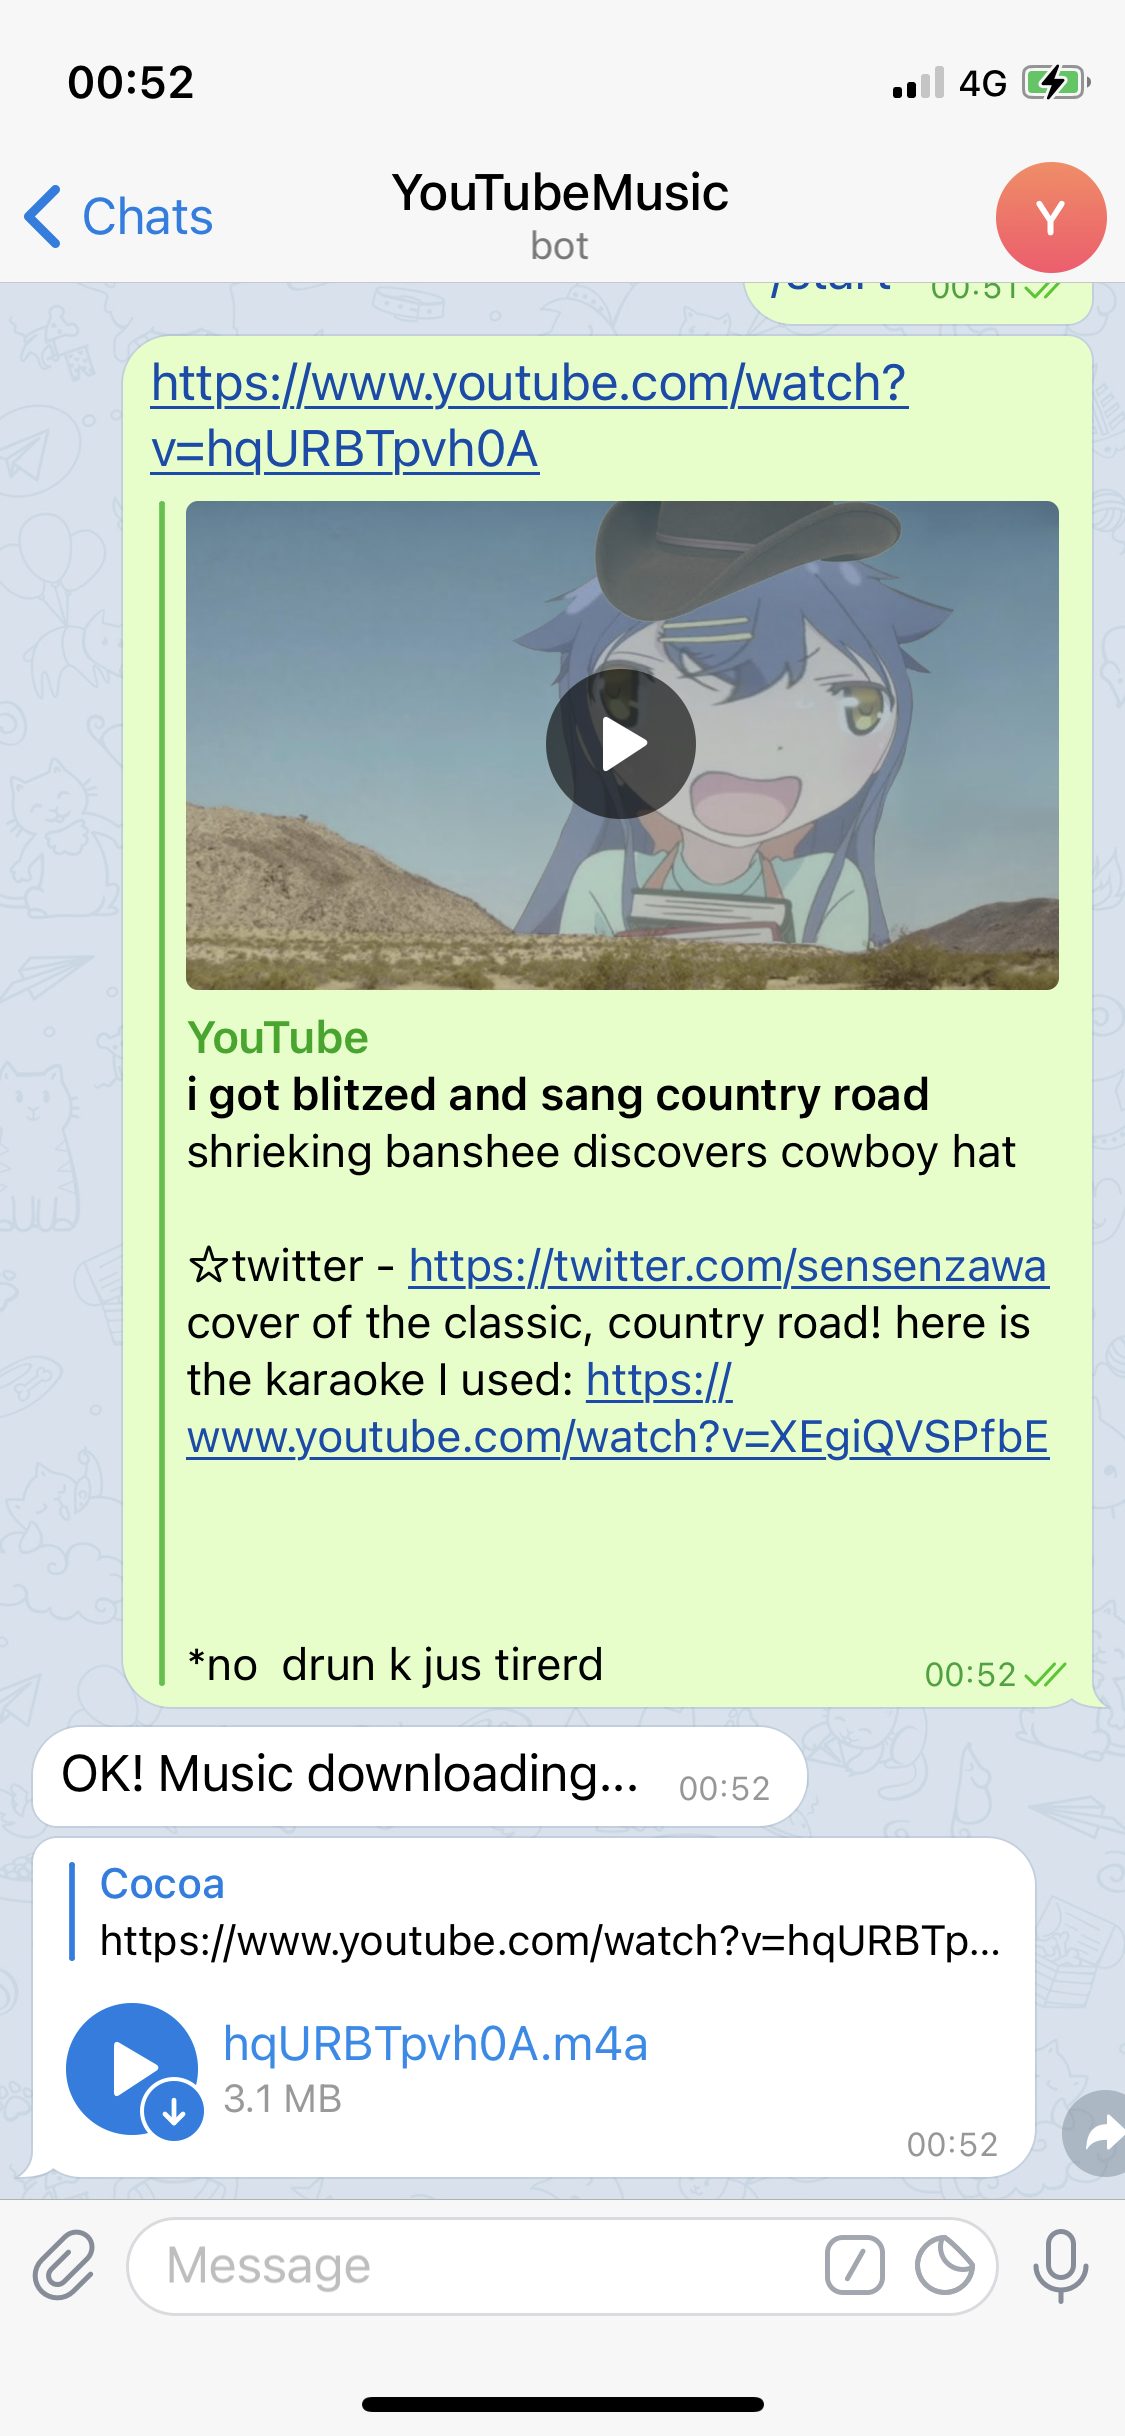 00:52
4G
Chats
YouTubeMusic
bot
Y
/start 00:51
https://www.youtube.com/watch?
v=hqURBTpvh0A
YouTube
i got blitzed and sang country road
shrieking banshee discovers cowboy hat
☆twitter - https://twitter.com/sensenzawa
cover of the classic, country road! here is
the karaoke I used: https://
www.youtube.com/watch?v=XEgiQVSPfbE
*no  drun k jus tirerd
00:52
OK! Music downloading... 00:52
Cocoa
https://www.youtube.com/watch?v=hqURBTp...
hqURBTpvh0A.m4a
3.1 MB
00:52
Message